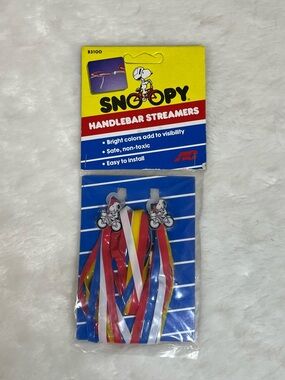 83100
SNOOPY
HANDLEBAR STREAMERS
• Bright colors add to visibility
• Safe, non-toxic
• Easy to install